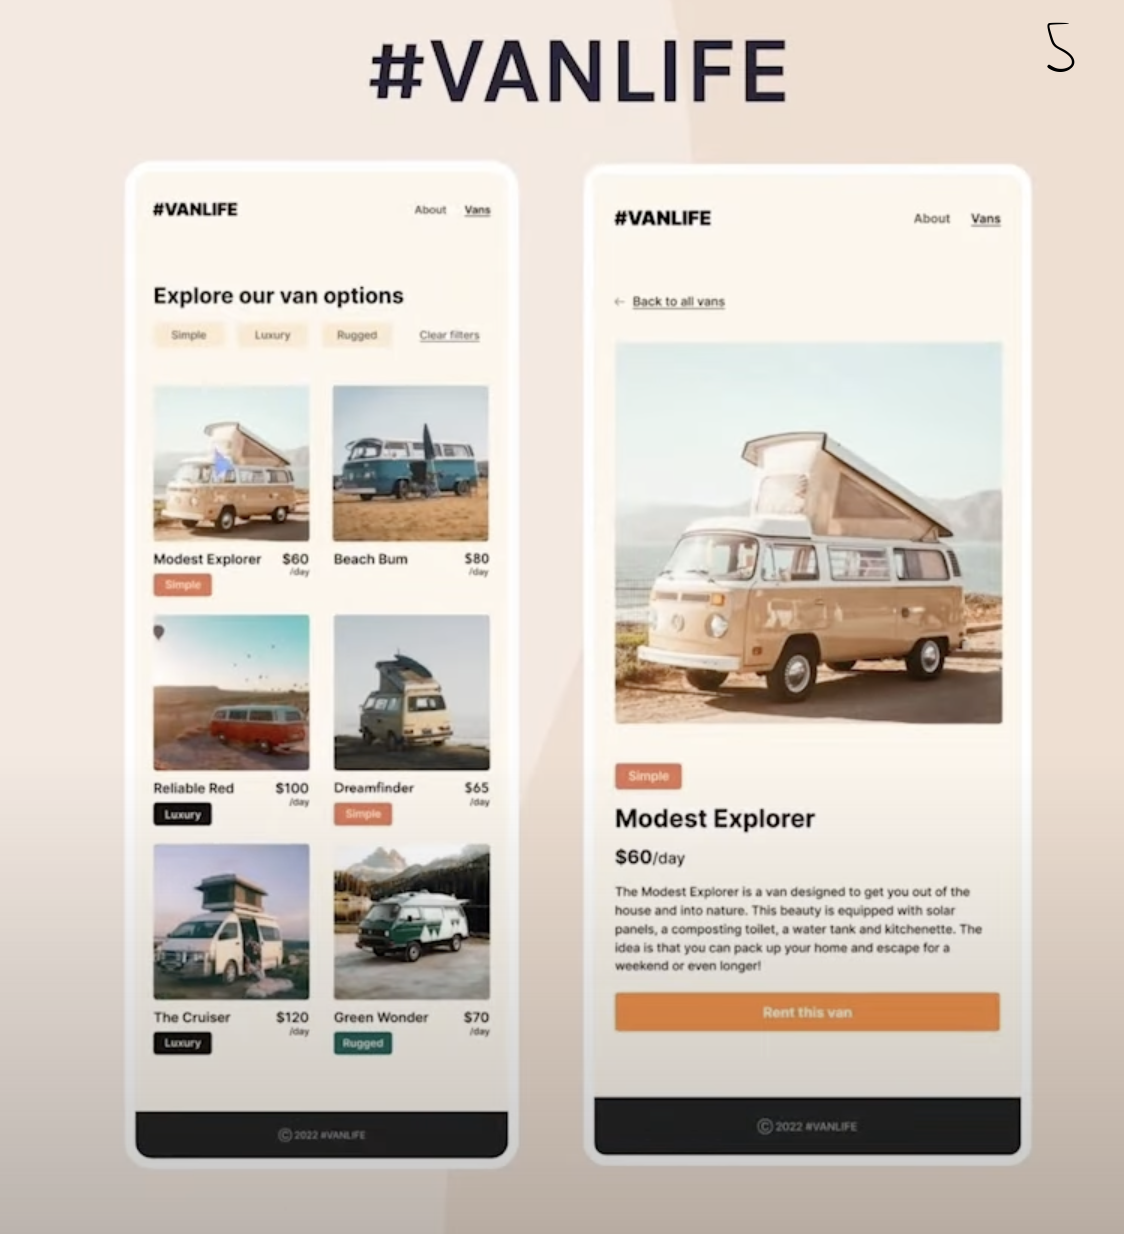 #VANLIFE
5
#VANLIFE
About Vans
Explore our van options
Simple Luxury Rugged Clear filters
Modest Explorer $60
/day
Simple
Beach Bum $80
/day
Reliable Red $100
/day
Luxury
Dreamfinder $65
/day
Simple
The Cruiser $120
/day
Luxury
Green Wonder $70
/day
Rugged
© 2022 #VANLIFE
#VANLIFE
About Vans
← Back to all vans
Simple
Modest Explorer
$60/day
The Modest Explorer is a van designed to get you out of the
house and into nature. This beauty is equipped with solar
panels, a composting toilet, a water tank and kitchenette. The
idea is that you can pack up your home and escape for a
weekend or even longer!
Rent this van
© 2022 #VANLIFE